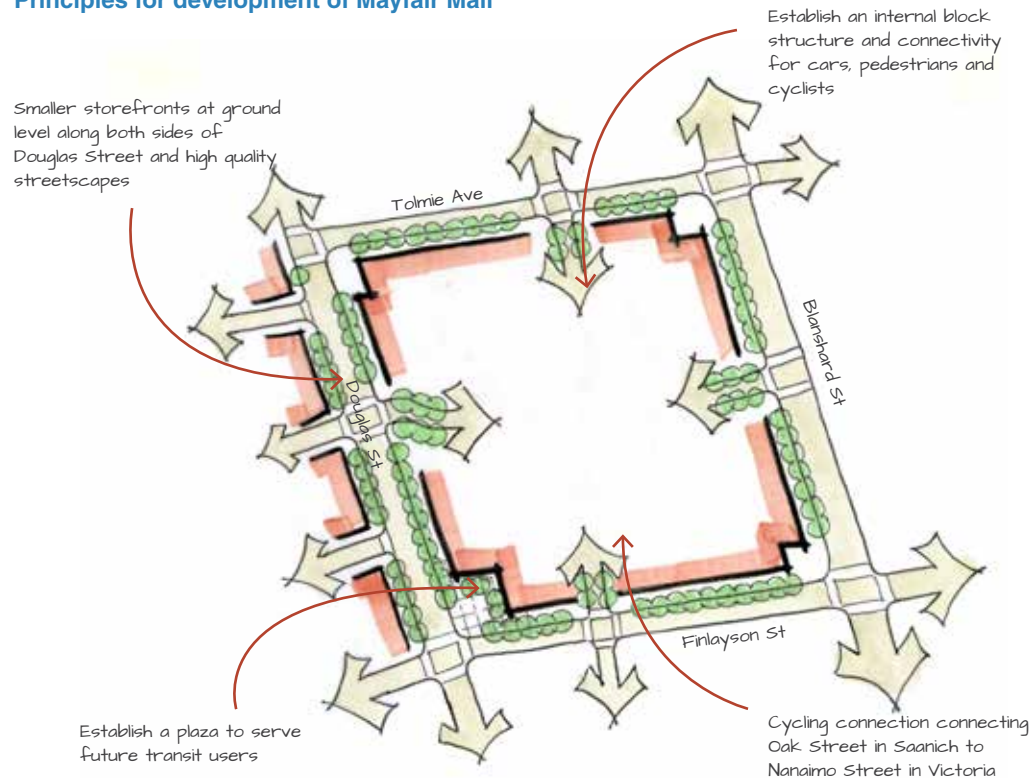 Principles for development of Mayfair Mall
Establish an internal block
structure and connectivity
for cars, pedestrians and
cyclists
Smaller storefronts at ground
level along both sides of
Douglas Street and high quality
streetscapes
Tolmie Ave
Blanshard St
Douglas St
Finlayson St
Establish a plaza to serve
future transit users
Cycling connection connecting
Oak Street in Saanich to
Nanaimo Street in Victoria